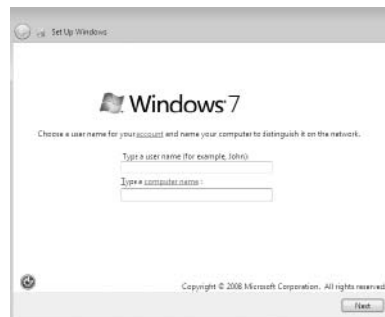 Set Up Windows
Windows 7
Choose a user name for your account and name your computer to distinguish it on the network.
Type a user name (for example, John):
Type a computer name :
Copyright © 2008 Microsoft Corporation. All rights reserved
Next